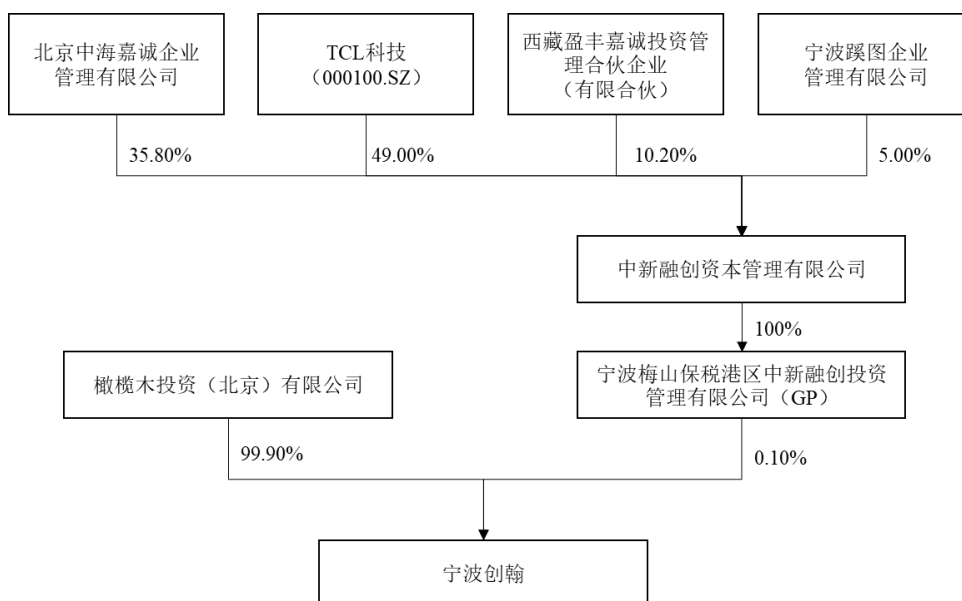 北京中海嘉诚企业
管理有限公司
TCL科技
（000100.SZ）
西藏盈丰嘉诚投资管
理合伙企业
（有限合伙）
宁波蹊图企业
管理有限公司
35.80%
49.00%
10.20%
5.00%
中新融创资本管理有限公司
100%
橄榄木投资（北京）有限公司
宁波梅山保税港区中新融创投资
管理有限公司（GP）
99.90%
0.10%
宁波创翰